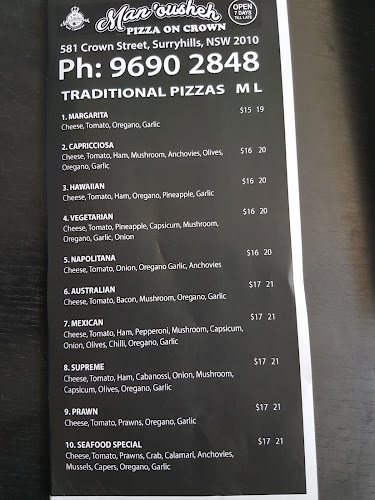 Man'ousheh
PIZZA ON CROWN
OPEN
7 DAYS
TILL LATE
581 Crown Street, Surryhills, NSW 2010
Ph: 9690 2848
TRADITIONAL PIZZAS M L
1. MARGARITA $15 19
Cheese, Tomato, Oregano, Garlic
2. CAPRICCIOSA $16 20
Cheese, Tomato, Ham, Mushroom, Anchovies, Olives,
Oregano, Garlic
3. HAWAIIAN $16 20
Cheese, Tomato, Ham, Oregano, Pineapple, Garlic
4. VEGETARIAN $16 20
Cheese, Tomato, Pineapple, Capsicum, Mushroom,
Oregano, Garlic, Onion
5. NAPOLITANA $16 20
Cheese, Tomato, Onion, Oregano Garlic, Anchovies
6. AUSTRALIAN $17 21
Cheese, Tomato, Bacon, Mushroom, Oregano, Garlic
7. MEXICAN $17 21
Cheese, Tomato, Ham, Pepperoni, Mushroom, Capsicum,
Onion, Olives, Chilli, Oregano, Garlic
8. SUPREME $17 21
Cheese, Tomato, Ham, Cabanossi, Onion, Mushroom,
Capsicum, Olives, Oregano, Garlic
9. PRAWN $17 21
Cheese, Tomato, Prawns, Oregano, Garlic
10. SEAFOOD SPECIAL $17 21
Cheese, Tomato, Prawns, Crab, Calamari, Anchovies,
Mussels, Capers, Oregano, Garlic